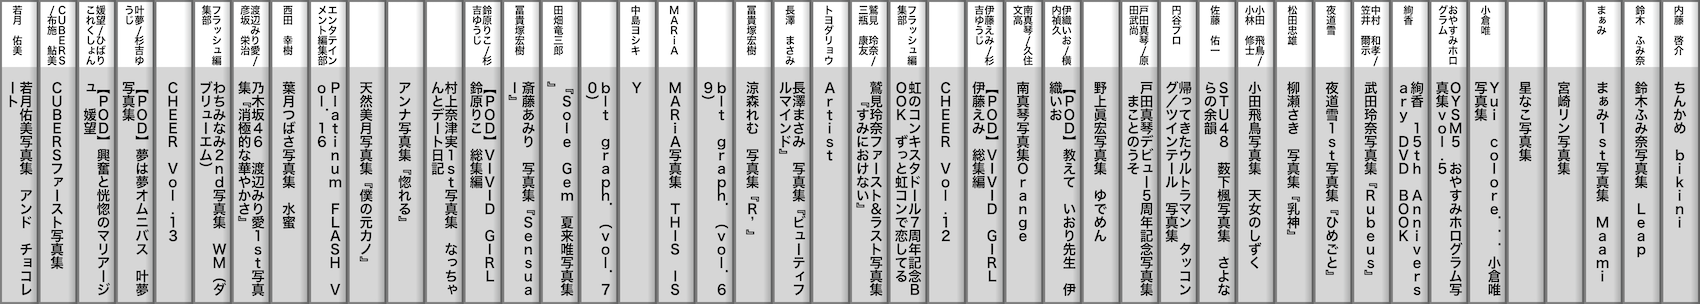 内藤 啓介
ちんかめ bikini
鈴木 ふみ奈
鈴木ふみ奈写真集 Leap
まぁみ
まぁみ1st写真集 Maami
宮崎リン写真集
星なこ写真集
小倉唯
Yui colore... 小倉唯
写真集
おやすみホロ
グラム
OYSM5 おやすみホログラム写
真集vol.5
絢香
絢香 15th Annivers
ary DVD BOOK
中村 和孝/
笠井 爾示
武田玲奈写真集『Rubeus』
夜道雪
夜道雪1st写真集『ひめごと』
松田忠雄
柳瀬さき 写真集『乳神』
小田 飛鳥/
小林 修士
小田飛鳥写真集 天女のしずく
佐藤 佑一
STU48 薮下楓写真集 さよな
らの余韻
円谷プロ
帰ってきたウルトラマン タッコン
グ/ツインテール 写真集
戸田真琴/原
田武尚
戸田真琴デビュー5周年記念写真集
まことのうそ
野上眞宏写真集 ゆでめん
伊織いお/横
内禎久
【POD】教えて いおり先生 伊
織いお
南真琴/久住
文高
南真琴写真集Orange
伊藤えみ/杉
吉ゆうじ
【POD】VIVID GIRL
伊藤えみ 総集編
CHEER Vol.12
フラッシュ編
集部
虹のコンキスタドール7周年記念B
OOK ずっと虹コンで恋してる
鷲見 玲奈/
三瓶 康友
鷲見玲奈ファースト&ラスト写真集
『すみにおけない』
トヨダリョウ
Artist
長澤 まさみ
長澤まさみ 写真集『ビューティフ
ルマインド』
冨貴塚宏樹
涼森れむ 写真集『R'』
blt graph. (vol.6
9)
MARiA
MARiA写真集 THIS IS
中島ヨシキ
Y
blt graph. (vol.7
0)
田畑竜三郎
『Sole Gem 夏来唯写真集
』
冨貴塚宏樹
斎藤あみり 写真集『Sensua
l』
鈴原りこ/杉
吉ゆうじ
【POD】VIVID GIRL
鈴原りこ 総集編
村上奈津実1st写真集 なっちゃ
んとデート日記
アンナ写真集『惚れる』
天然美月写真集『僕の元カノ』
エンタテイン
メント編集部
Platinum FLASH V
ol.16
西田 幸樹
葉月つばさ写真集 水蜜
渡辺みり愛/
彦坂 栄治
乃木坂46 渡辺みり愛1st写真
集『消極的な華やかさ』
フラッシュ編
集部
わちみなみ2nd写真集 WM(ダ
ブリューエム)
CHEER Vol.13
叶夢/杉吉ゆ
うじ
【POD】夢は夢オムニバス 叶夢
写真集
媛望/ひばり
これくしょん
【POD】興奮と恍惚のマリアージ
ュ 媛望
CUBERS
/布施 鮎美
CUBERSファースト写真集
若月 佑美
若月佑美写真集 アンド チョコレ
ート